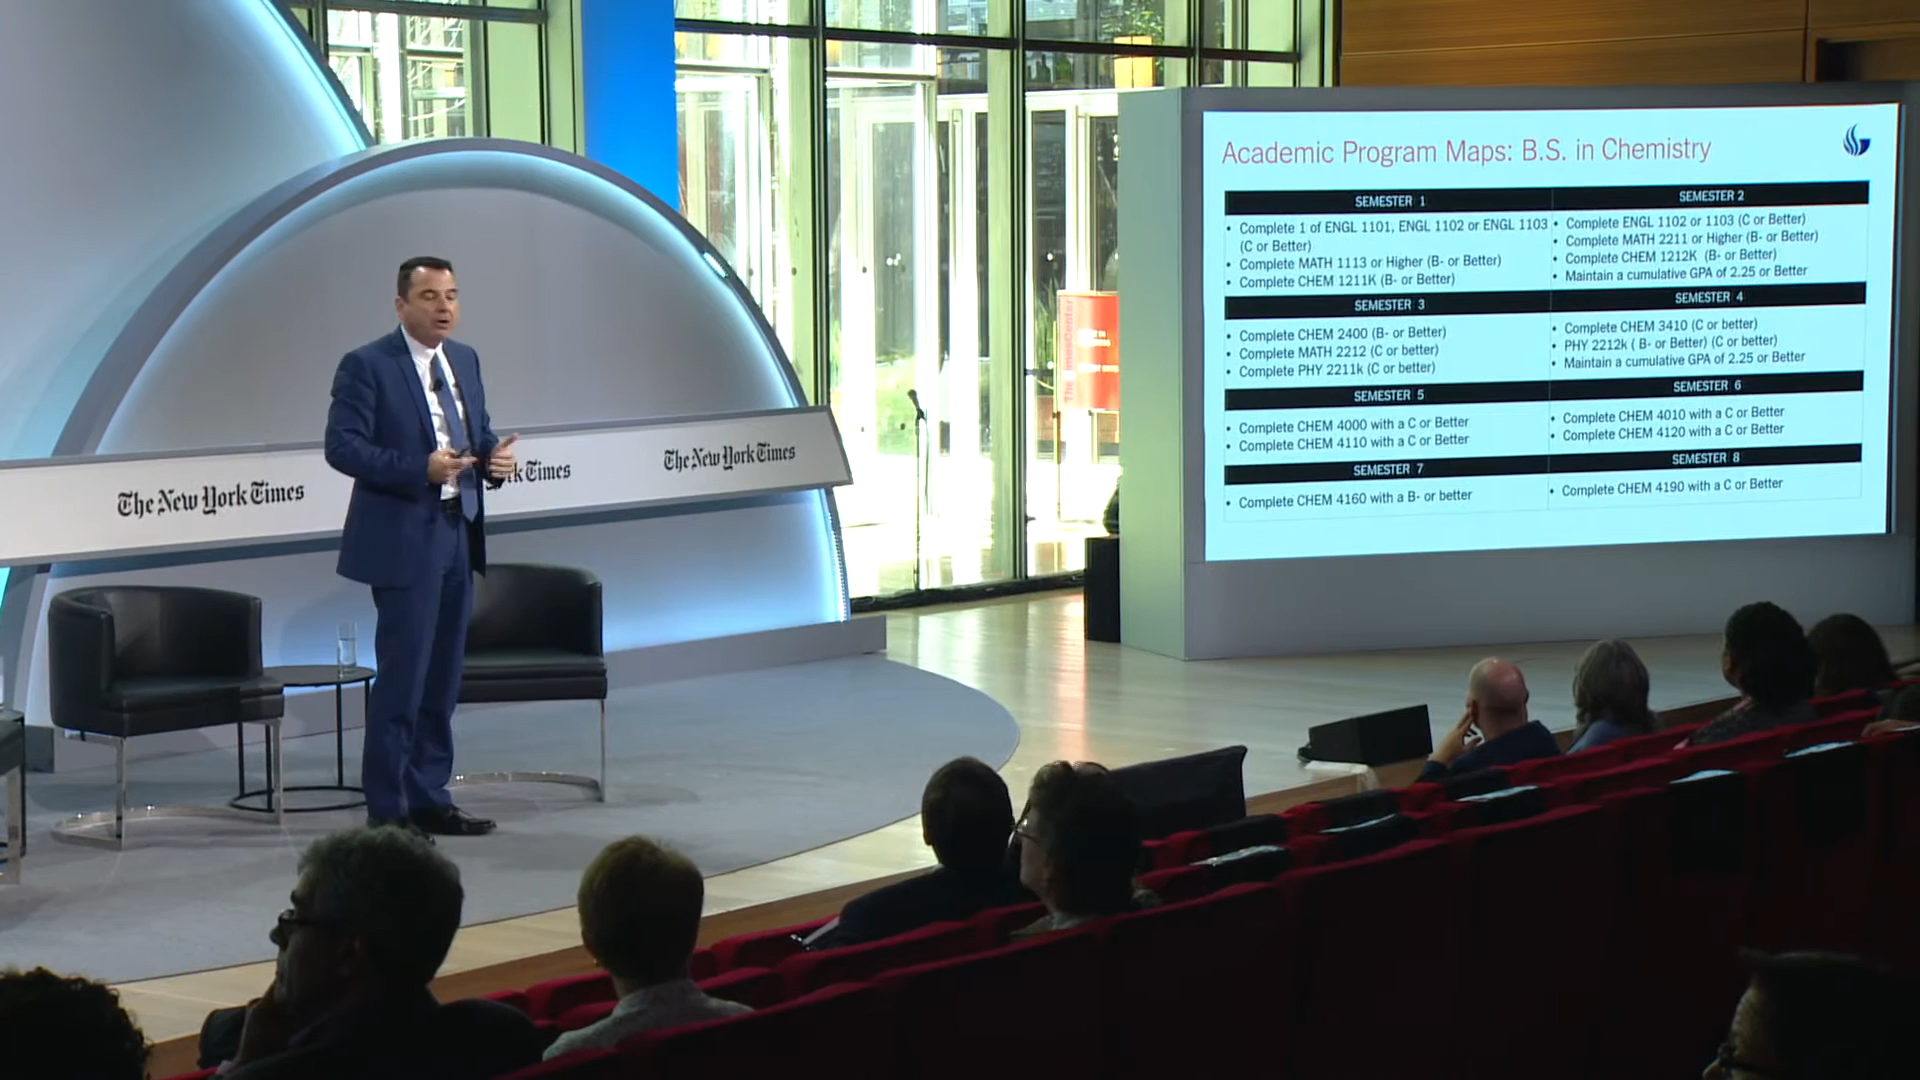 Academic Program Maps: B.S. in Chemistry
SEMESTER 1
• Complete 1 of ENGL 1101, ENGL 1102 or ENGL 1103
(C or Better)
• Complete MATH 1113 or Higher (B- or Better)
• Complete CHEM 1211K (B- or Better)
SEMESTER 2
• Complete ENGL 1102 or 1103 (C or Better)
• Complete MATH 2211 or Higher (B- or Better)
• Complete CHEM 1212K (B- or Better)
• Maintain a cumulative GPA of 2.25 or Better
SEMESTER 3
• Complete CHEM 2400 (B- or Better)
• Complete MATH 2212 (C or better)
• Complete PHY 2211k (C or better)
SEMESTER 4
• Complete CHEM 3410 (C or better)
• PHY 2212k ( B- or Better) (C or better)
• Maintain a cumulative GPA of 2.25 or Better
SEMESTER 5
• Complete CHEM 4000 with a C or Better
• Complete CHEM 4110 with a C or Better
SEMESTER 6
• Complete CHEM 4010 with a C or Better
• Complete CHEM 4120 with a C or Better
SEMESTER 7
• Complete CHEM 4160 with a B- or better
SEMESTER 8
• Complete CHEM 4190 with a C or Better
The New York Times
rk Times
The New York Times